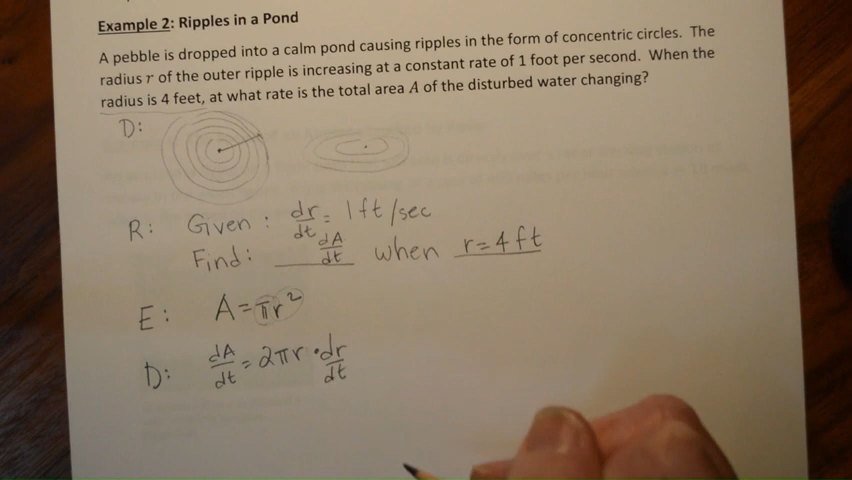 Example 2: Ripples in a Pond
A pebble is dropped into a calm pond causing ripples in the form of concentric circles. The
radius r of the outer ripple is increasing at a constant rate of 1 foot per second. When the
radius is 4 feet, at what rate is the total area A of the disturbed water changing?
D:
R: Given: dr/dt = 1 ft/sec
Find: dA/dt when r=4ft
E: A=πr²
D: dA/dt = 2πr · dr/dt